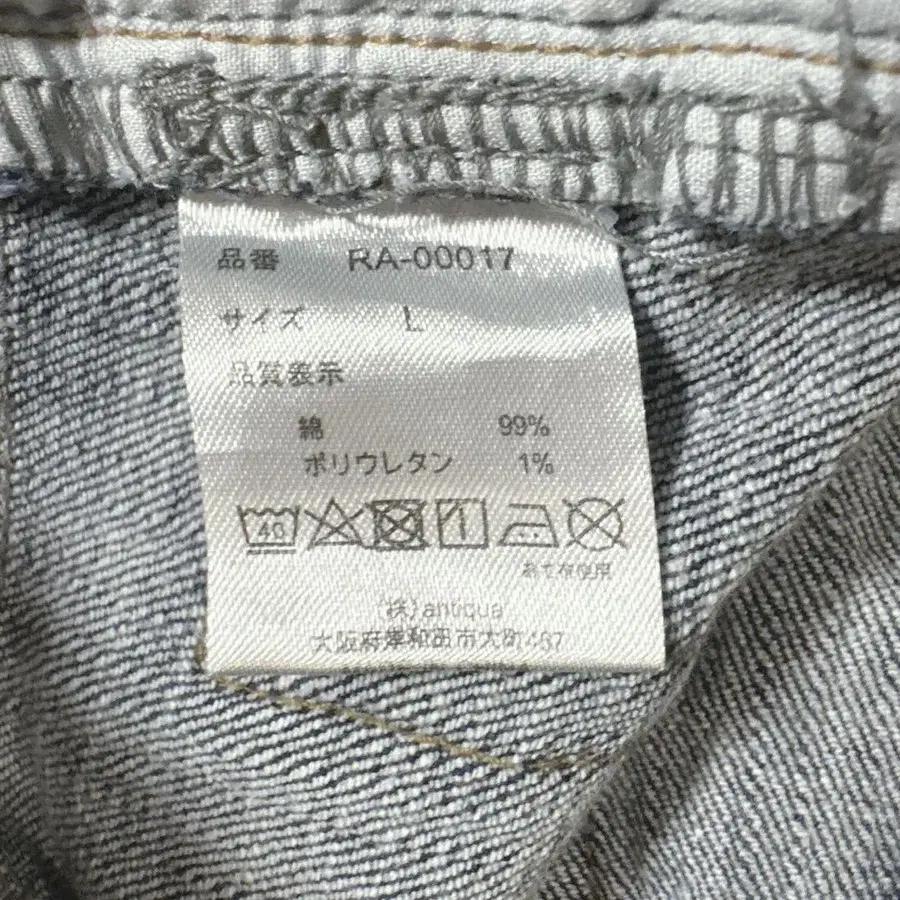 品番 RA-00017
サイズ L
品質表示
綿 99%
ポリウレタン 1%
40
あて布使用
(株)antiqua
大阪府岸和田市大町467